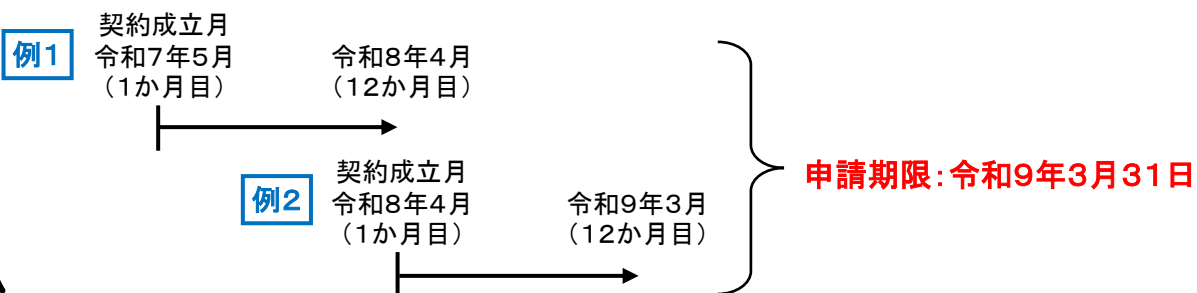 例1
契約成立月
令和7年5月
(1か月目)
令和8年4月
(12か月目)
例2
契約成立月
令和8年4月
(1か月目)
令和9年3月
(12か月目)
申請期限:令和9年3月31日